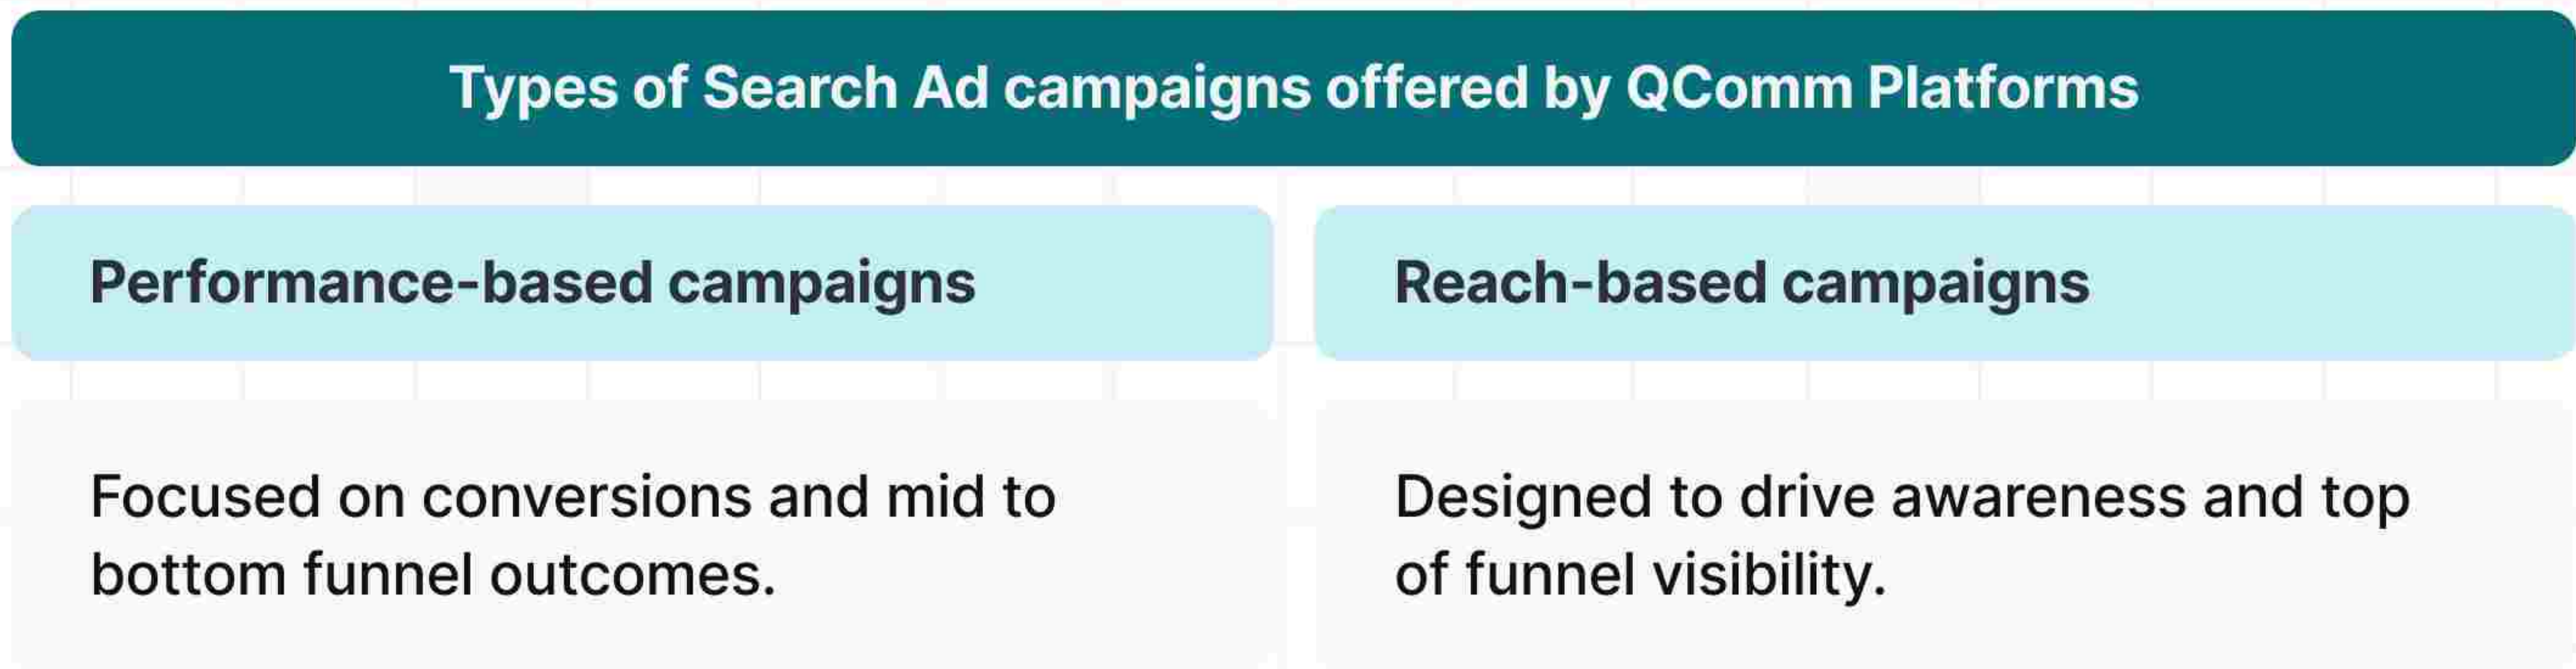 Types of Search Ad campaigns offered by QComm Platforms
Performance-based campaigns
Reach-based campaigns
Focused on conversions and mid to
bottom funnel outcomes.
Designed to drive awareness and top
of funnel visibility.